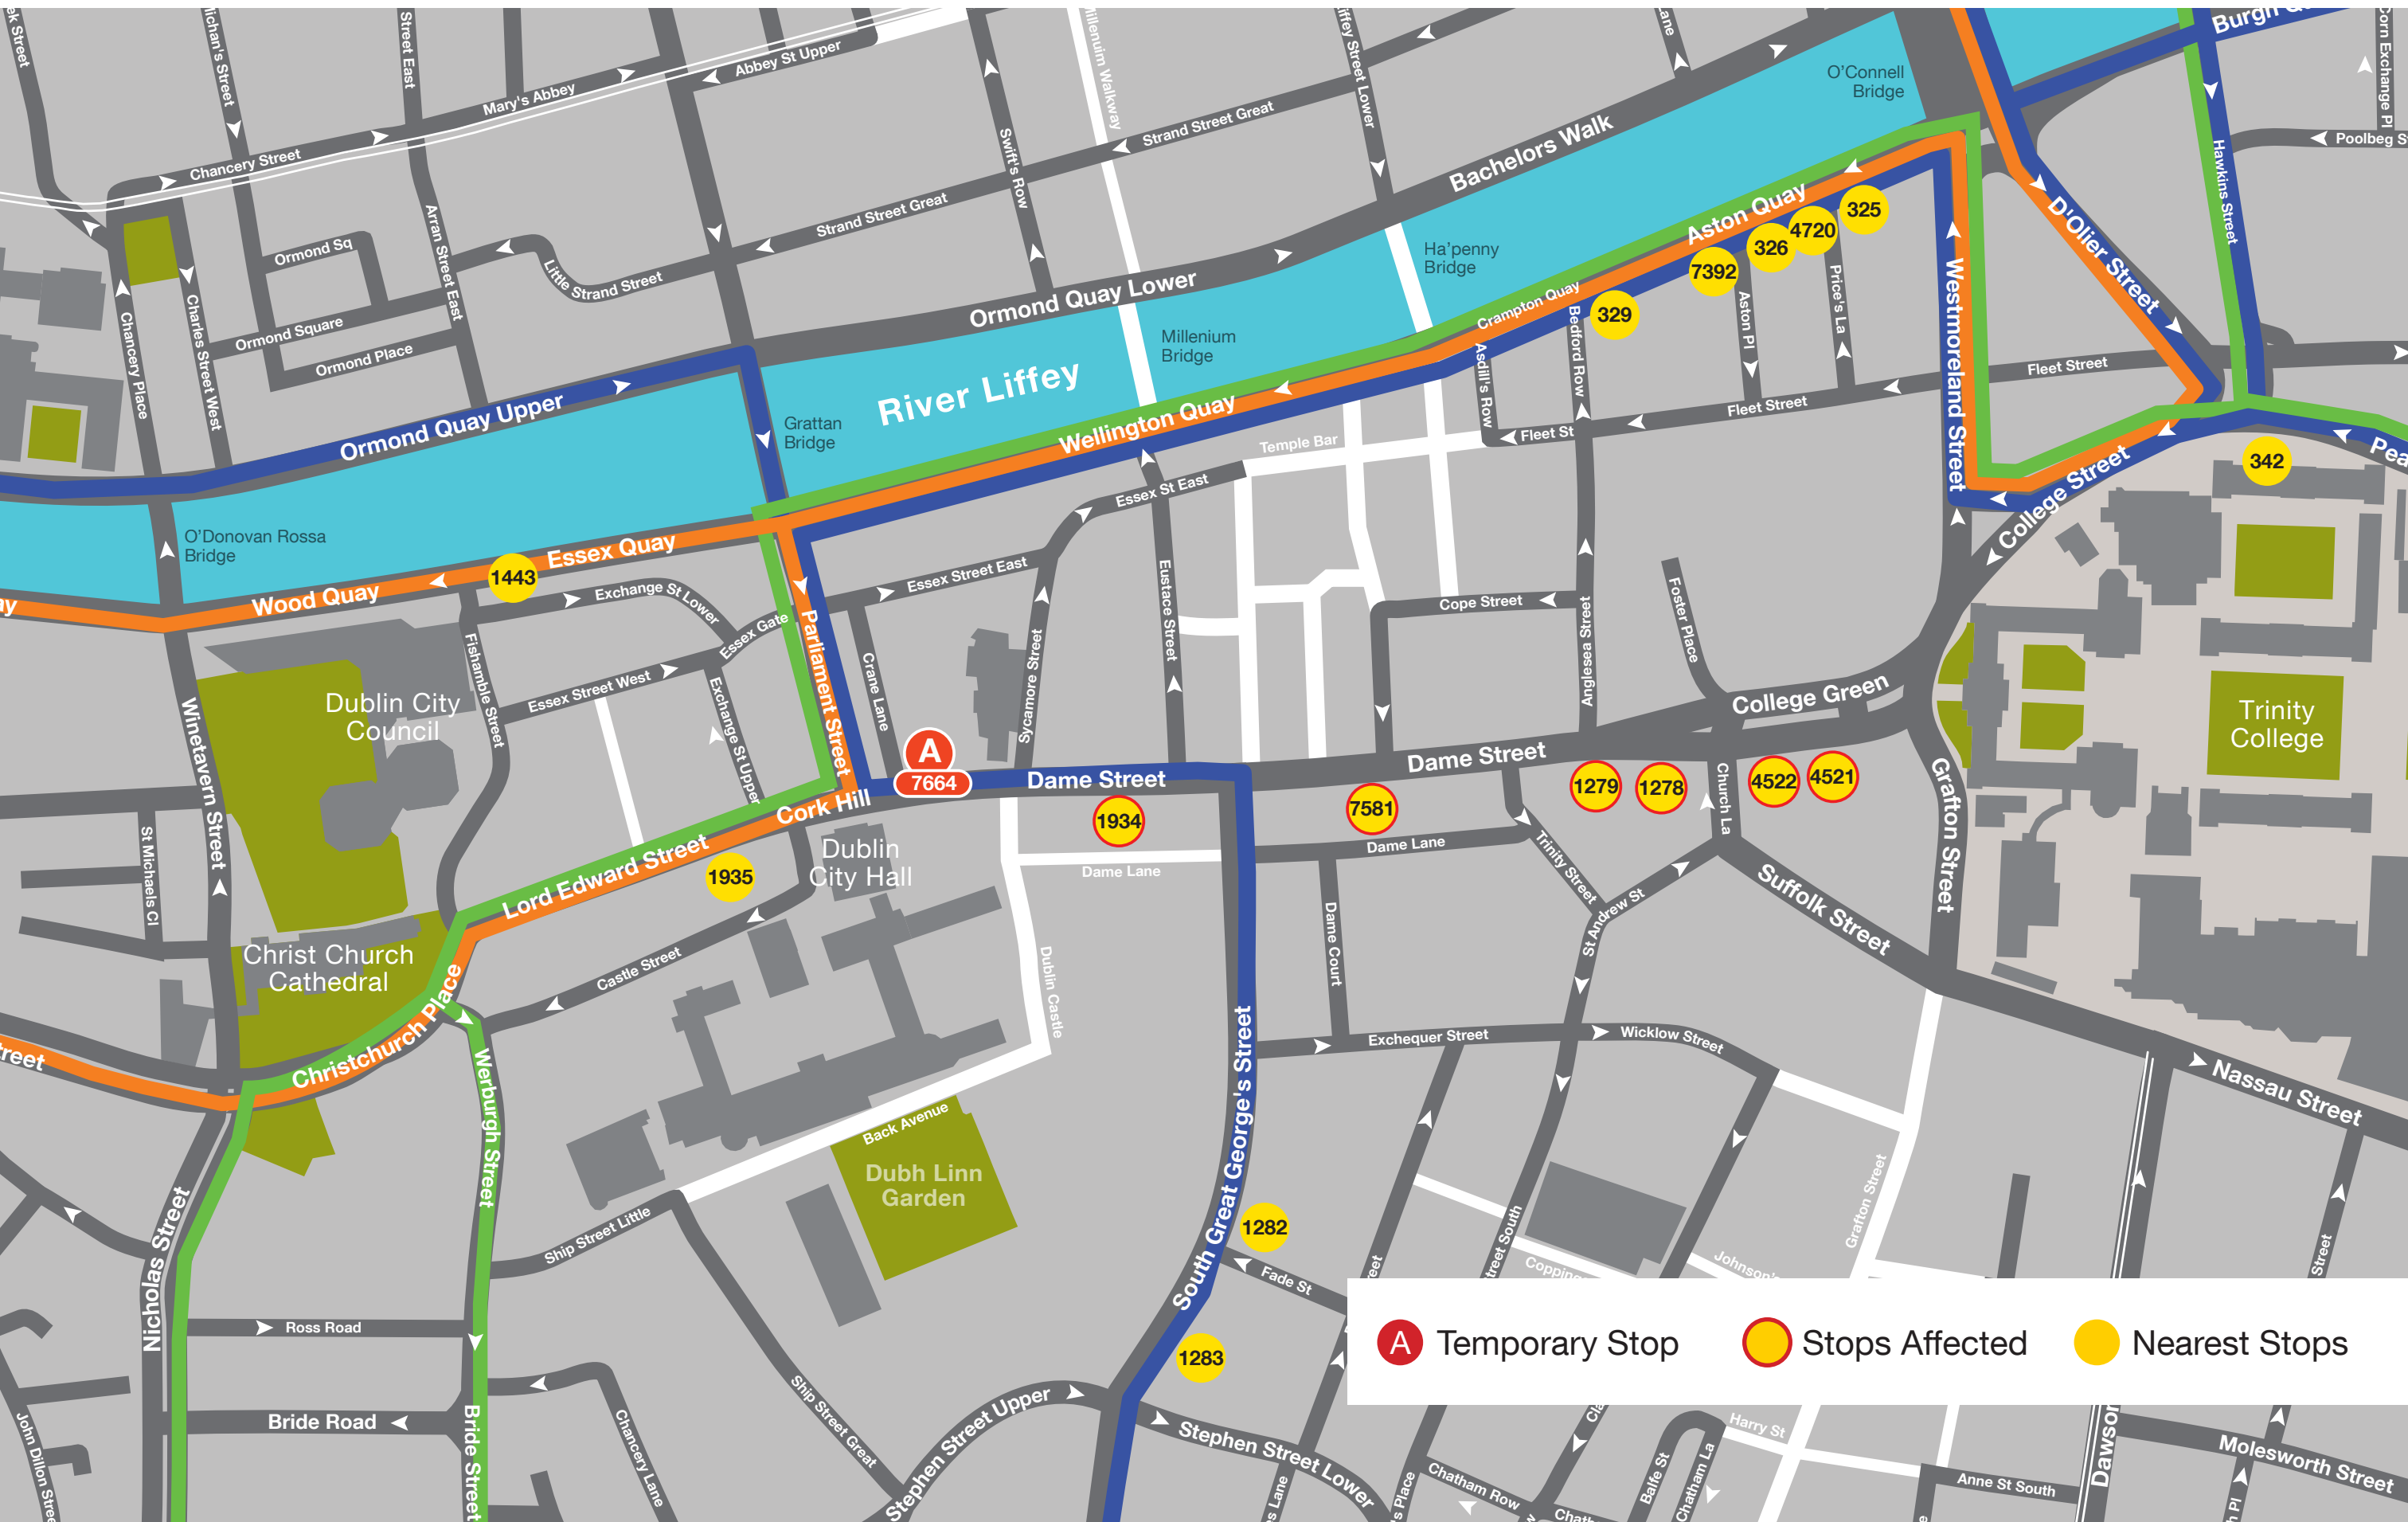 Street East
Abbey St Upper
Mary's Abbey
Chancery Street
Strand Street Great
Strand Street Great
Swift's Row
Bachelors Walk
O'Connell
Bridge
Burgh
Corn Exchange Pl
Hawkins Street
D'Olier Street
Aston Quay
325
4720
326
7392
329
Ha'penny
Bridge
Crampton Quay
Arran Street East
Ormond Sq
Little Strand Street
Ormond Square
Ormond Place
Charles Street West
Chancery Place
Ormond Quay Lower
Ormond Quay Upper
Millenium
Bridge
River Liffey
Grattan
Bridge
Wellington Quay
Temple Bar
Asdill's Row
Bedford Row
Aston Pl
Price's La
Fleet St
Fleet Street
Fleet Street
Westmoreland Street
College Street
342
O'Donovan Rossa
Bridge
Essex Quay
1443
Wood Quay
Exchange St Lower
Essex Gate
Essex Street East
Essex St East
Eustace Street
Sycamore Street
Crane Lane
Parliament Street
Fishamble Street
Essex Street West
Exchange St Upper
Cope Street
Anglesea Street
Foster Place
College Green
Dublin City
Council
Winetavern Street
A
7664
Dame Street
Dame Street
1934
7581
1279
1278
4522
4521
Church La
Grafton Street
Trinity
College
Cork Hill
Lord Edward Street
1935
Dublin
City Hall
Dame Lane
Dame Lane
Trinity Street
St Andrew St
Suffolk Street
St Michaels Cl
Christ Church
Cathedral
Castle Street
Dublin Castle
Dame Court
Christchurch Place
Werburgh Street
South Great George's Street
Exchequer Street
Wicklow Street
Nassau Street
Back Avenue
Dubh Linn
Garden
Nicholas Street
Ship Street Little
1282
Fade St
1283
Grafton Street
Ross Road
Bride Road
Bride Street
Chancery Lane
Ship Street Great
Stephen Street Upper
Stephen Street Lower
A Temporary Stop
Stops Affected
Nearest Stops
Chatham Row
Balfe St
Chatham La
Harry St
Anne St South
Dawson
Molesworth Street